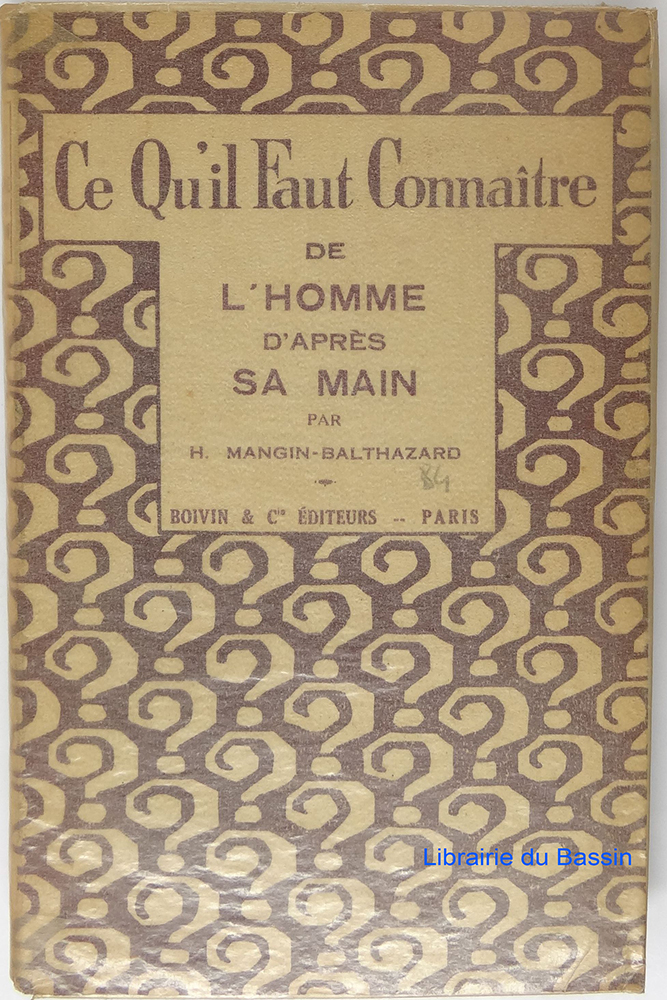 Ce Qu'il Faut Connaître
DE
L'HOMME
D'APRÈS
SA MAIN
PAR
H. MANGIN-BALTHAZARD
84
BOIVIN & Cie ÉDITEURS -- PARIS
Librairie du Bassin